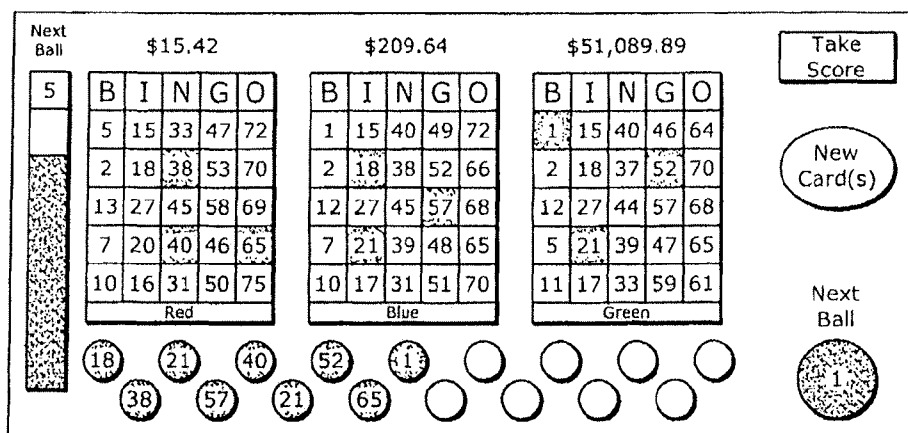 Next
Ball
$15.42 $209.64 $51,089.89
Take
Score
5
B I N G O
5 15 33 47 72
2 18 38 53 70
13 27 45 58 69
7 20 40 46 65
10 16 31 50 75
Red
B I N G O
1 15 40 49 72
2 18 38 52 66
12 27 45 57 68
7 21 39 48 65
10 17 31 51 70
Blue
B I N G O
1 15 40 46 64
2 18 37 52 70
12 27 44 57 68
5 21 39 47 65
11 17 33 59 61
Green
New
Card(s)
Next
Ball
1
18 21 40 52 1
38 57 21 65